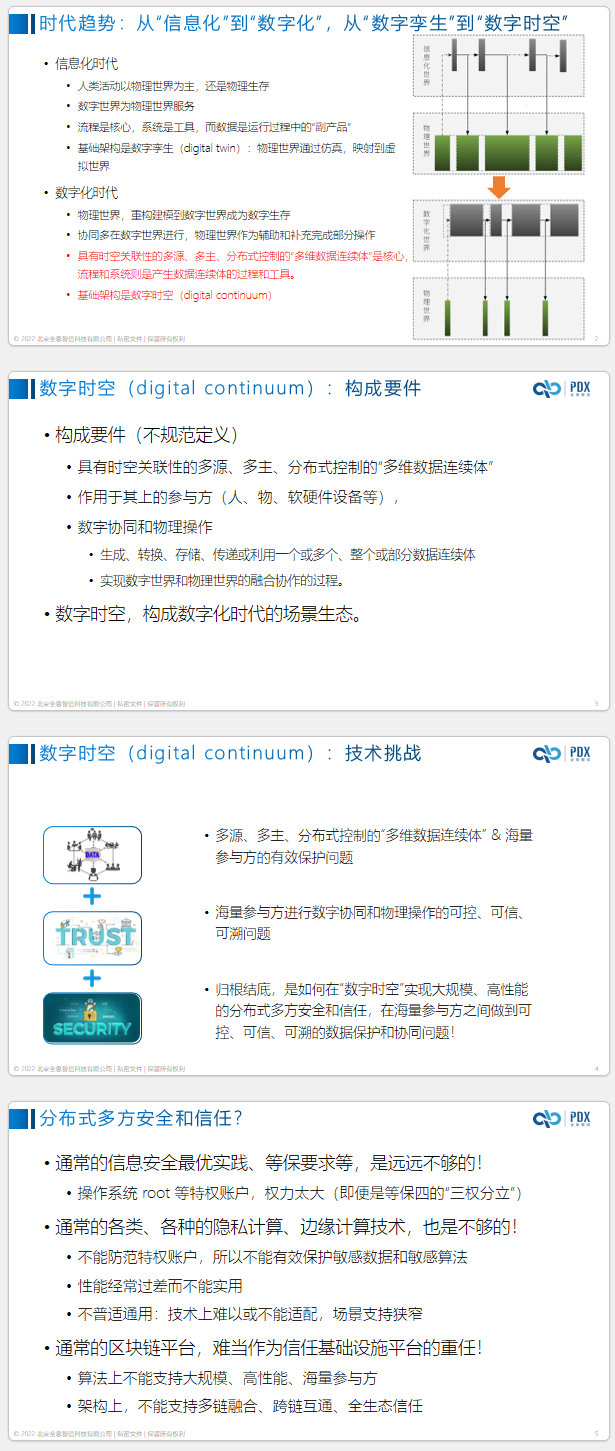 时代趋势：从“信息化”到“数字化”，从“数字孪生”到“数字时空”
• 信息化时代
• 人类活动以物理世界为主，还是物理生存
• 数字世界为物理世界服务
• 流程是核心，系统是工具，而数据是运行过程中的“副产品”
• 基础架构是数字孪生（digital twin）：物理世界通过仿真，映射到虚
拟世界
• 数字化时代
• 物理世界，重构建模到数字世界成为数字生存
• 协同多在数字世界进行，物理世界作为辅助和补充完成部分操作
• 具有时空关联性的多源、多主、分布式控制的“多维数据连续体”是核心，
流程和系统则是产生数据连续体的过程和工具。
• 基础架构是数字时空（digital continuum）
信息化世界
物理世界
数字化世界
物理世界
© 2022 北京全息智信科技有限公司 | 私密文件 | 保留所有权利
2
数字时空（digital continuum）：构成要件
PDX
• 构成要件（不规范定义）
• 具有时空关联性的多源、多主、分布式控制的“多维数据连续体”
• 作用于其上的参与方（人、物、软硬件设备等），
• 数字协同和物理操作
• 生成、转换、存储、传递或利用一个或多个、整个或部分数据连续体
• 实现数字世界和物理世界的融合协作的过程。
• 数字时空，构成数字化时代的场景生态。
© 2022 北京全息智信科技有限公司 | 私密文件 | 保留所有权利
3
数字时空（digital continuum）：技术挑战
PDX
DATA
TRUST
SECURITY
• 多源、多主、分布式控制的“多维数据连续体” & 海量
参与方的有效保护问题
• 海量参与方进行数字协同和物理操作的可控、可信、
可溯问题
• 归根结底，是如何在“数字时空”实现大规模、高性能
的分布式多方安全和信任，在海量参与方之间做到可
控、可信、可溯的数据保护和协同问题！
© 2022 北京全息智信科技有限公司 | 私密文件 | 保留所有权利
4
分布式多方安全和信任？
PDX
• 通常的信息安全最优实践、等保要求等，是远远不够的！
• 操作系统 root 等特权账户，权力太大（即便是等保四的“三权分立”）
• 通常的各类、各种的隐私计算、边缘计算技术，也是不够的！
• 不能防范特权账户，所以不能有效保护敏感数据和敏感算法
• 性能经常过差而不能实用
• 不普适通用：技术上难以或不能适配，场景支持狭窄
• 通常的区块链平台，难当作为信任基础设施平台的重任！
• 算法上不能支持大规模、高性能、海量参与方
• 架构上，不能支持多链融合、跨链互通、全生态信任
© 2022 北京全息智信科技有限公司 | 私密文件 | 保留所有权利
5